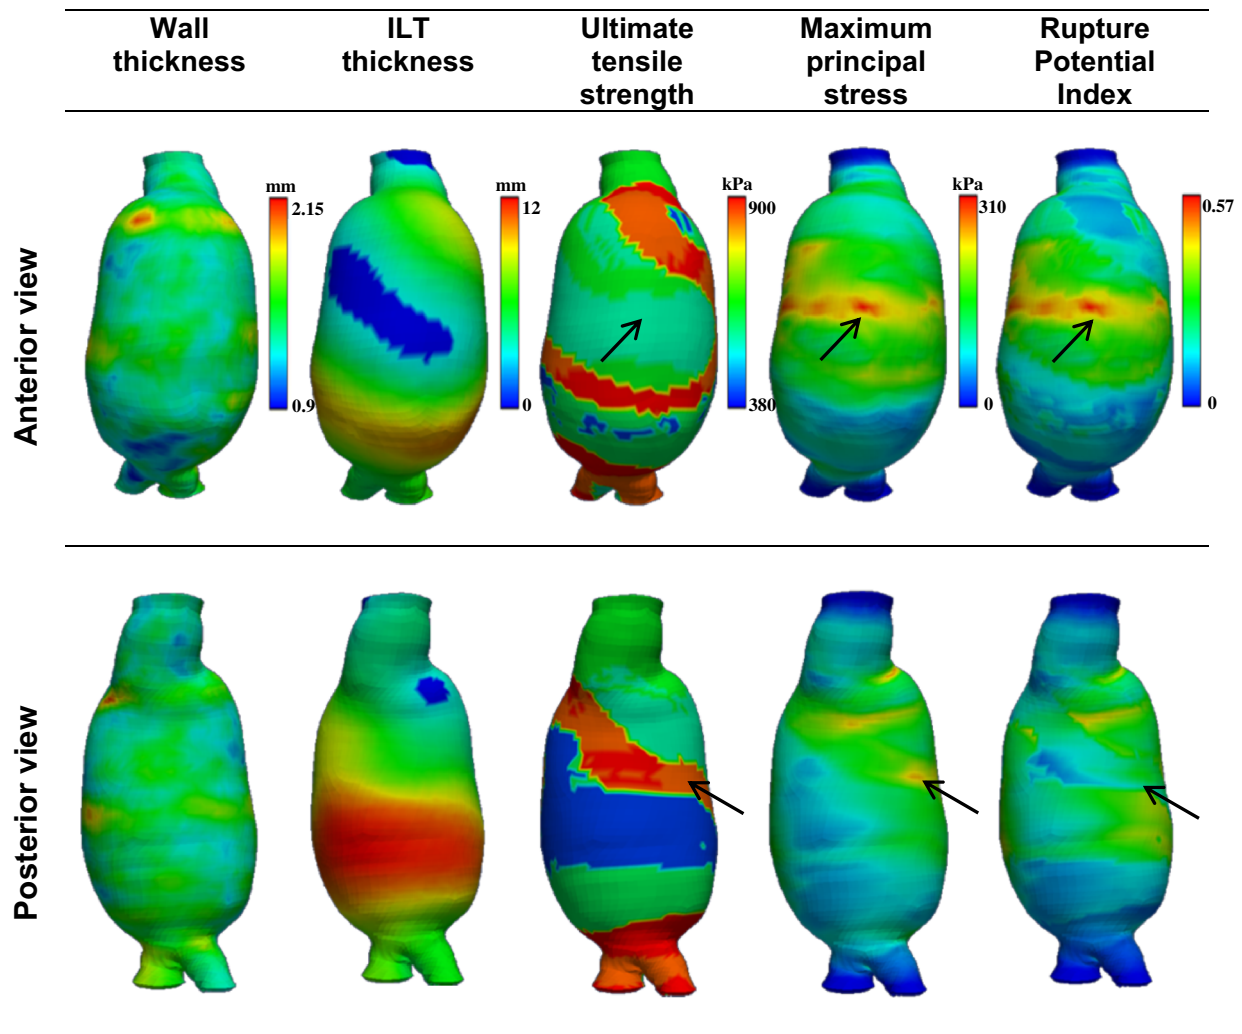 Wall
thickness
ILT
thickness
Ultimate
tensile
strength
Maximum
principal
stress
Rupture
Potential
Index
Anterior view
mm
2.15
0.9
mm
12
0
kPa
900
380
kPa
310
0
0.57
0
Posterior view